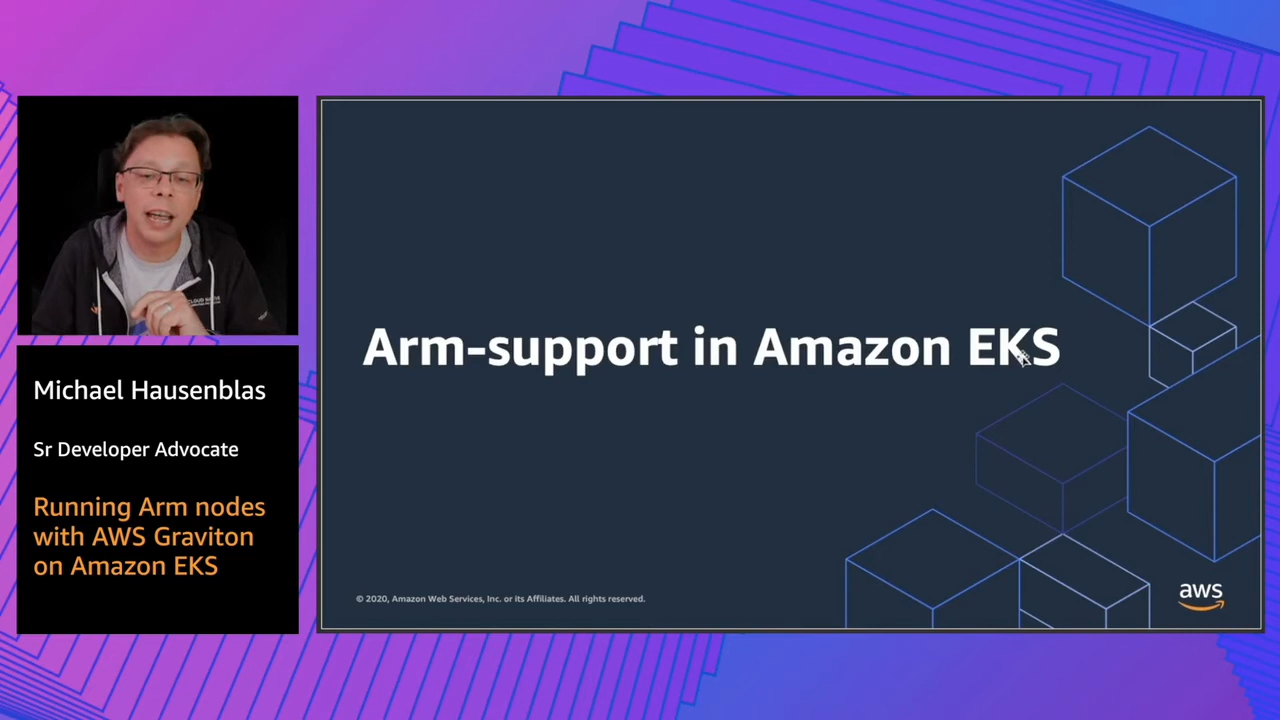 Michael Hausenblas
Sr Developer Advocate
Running Arm nodes
with AWS Graviton
on Amazon EKS
Arm-support in Amazon EKS
© 2020, Amazon Web Services, Inc. or its Affiliates. All rights reserved.
aws